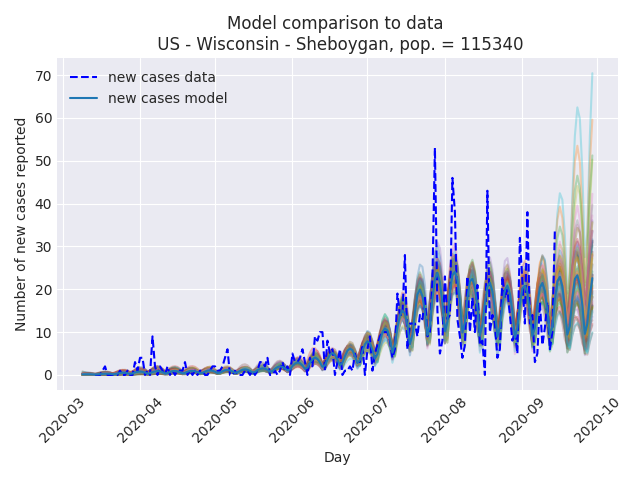 Model comparison to data
US - Wisconsin - Sheboygan, pop. = 115340
new cases data
new cases model
Number of new cases reported
70
60
50
40
30
20
10
0
2020-03
2020-04
2020-05
2020-06
2020-07
2020-08
2020-09
2020-10
Day